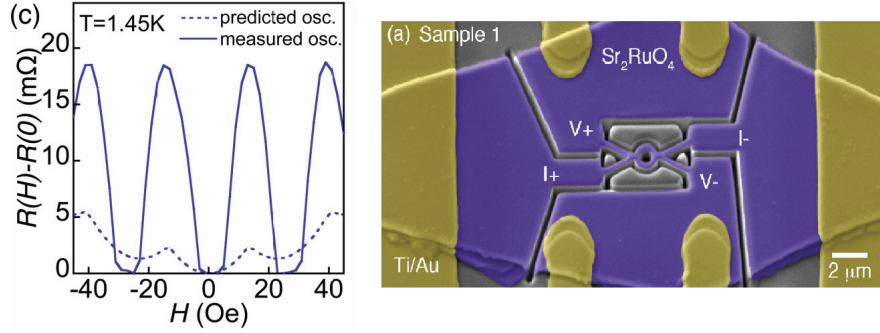 (c)
T=1.45K
predicted osc.
measured osc.
R(H)-R(0) (mΩ)
20
15
10
5
0
-40 -20 0 20 40
H (Oe)
(a) Sample 1
Sr₂RuO₄
V+
I-
I+
V-
Ti/Au
2 μm